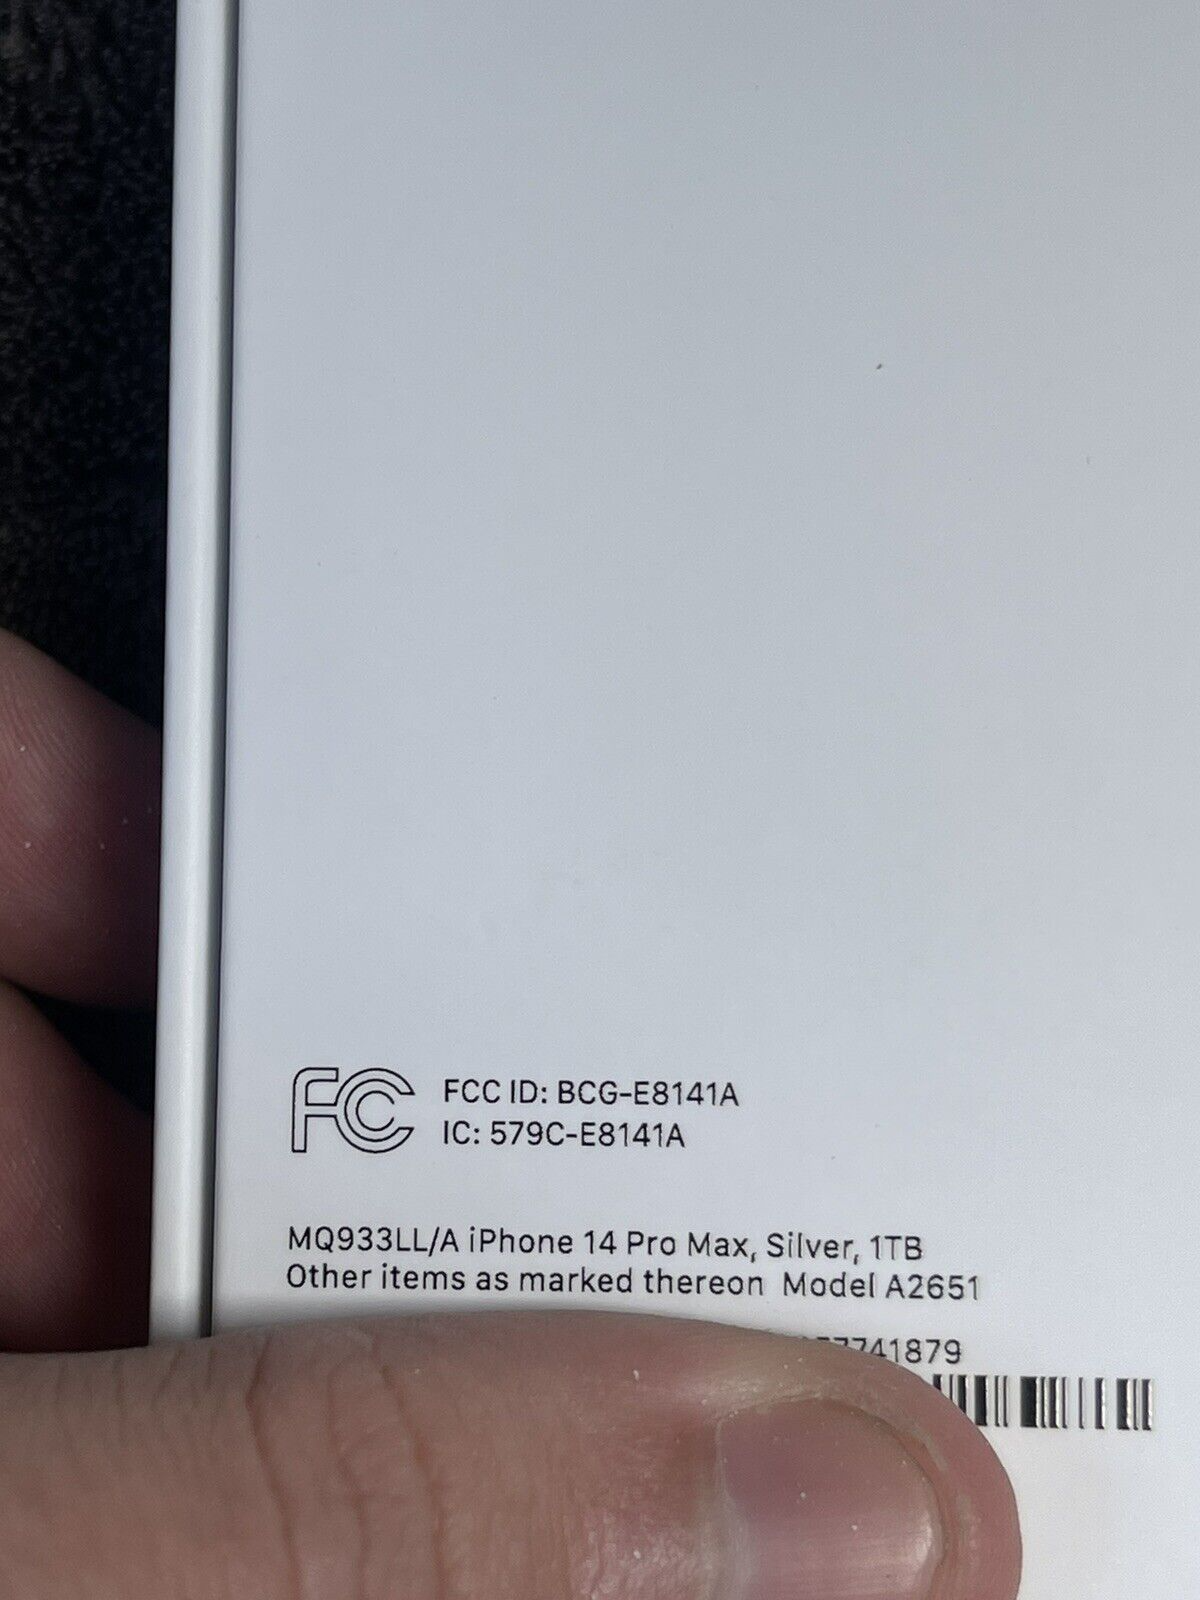 FC FCC ID: BCG-E8141A
IC: 579C-E8141A
MQ933LL/A iPhone 14 Pro Max, Silver, 1TB
Other items as marked thereon Model A2651
41879